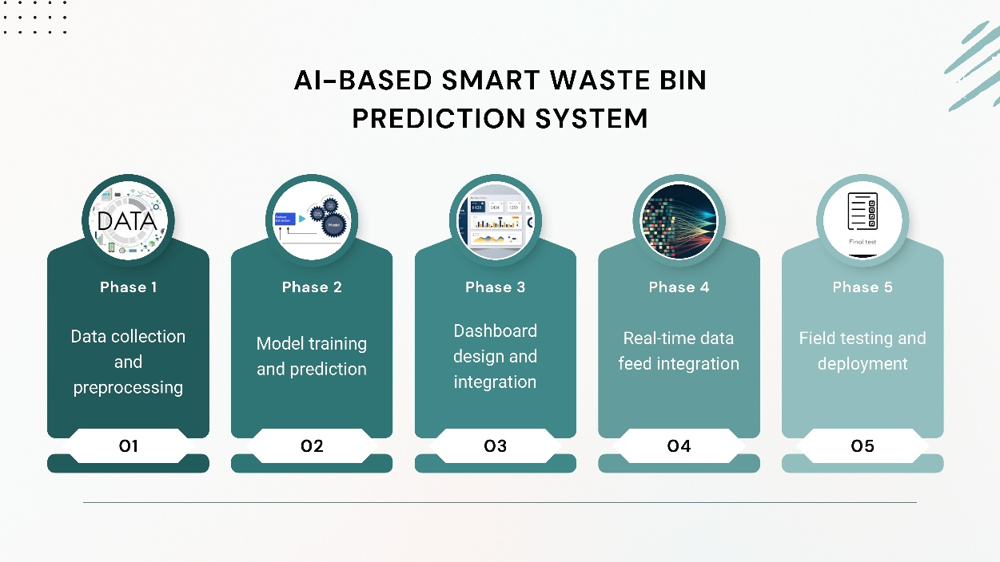 AI-BASED SMART WASTE BIN
PREDICTION SYSTEM
DATA
Feature
Extraction
Model
Final test
Phase 1
Phase 2
Phase 3
Phase 4
Phase 5
Data collection
and
preprocessing
Model training
and prediction
Dashboard
design and
integration
Real-time data
feed integration
Field testing and
deployment
01
02
03
04
05